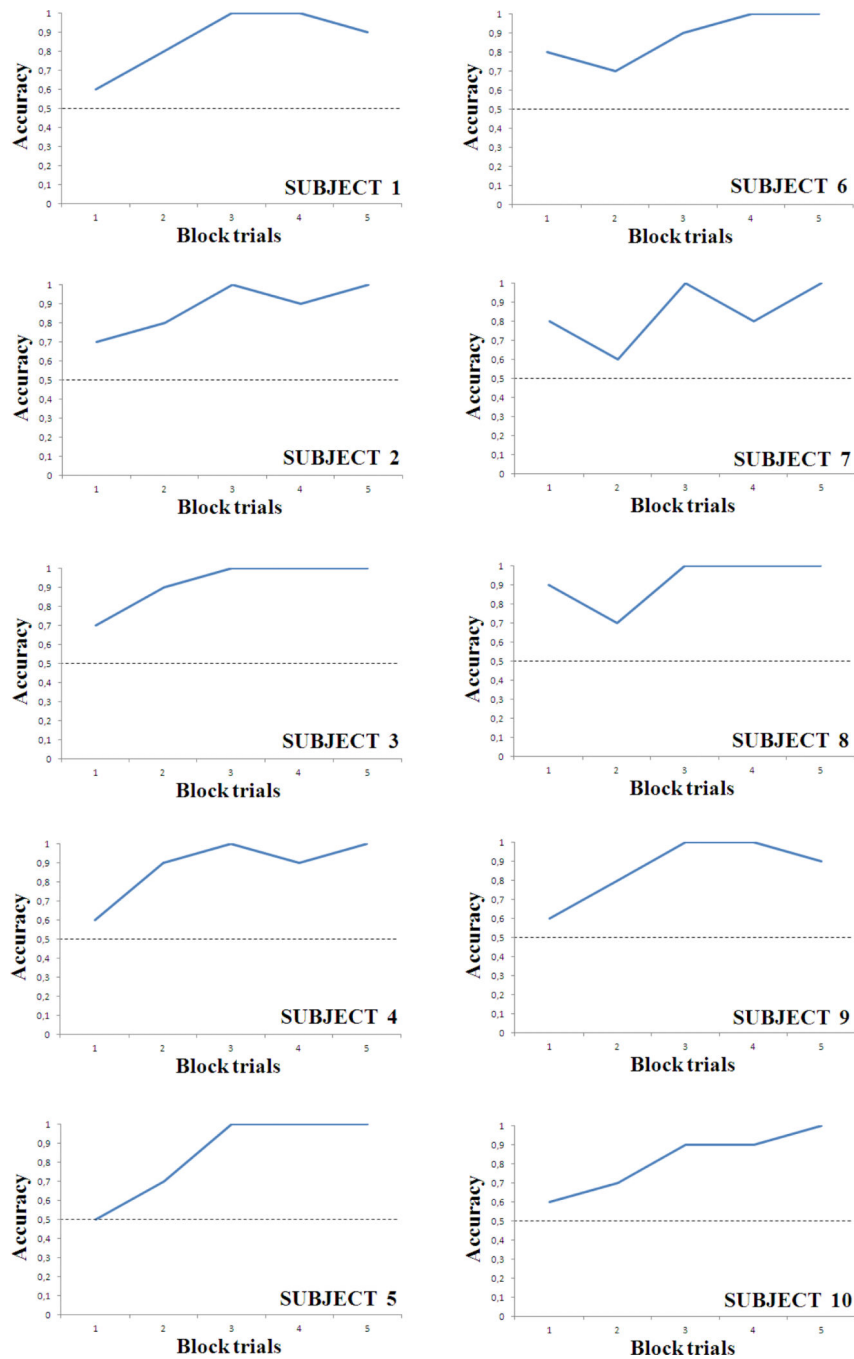 Accuracy
1
0,9
0,8
0,7
0,6
0,5
0,4
0,3
0,2
0,1
0
SUBJECT 1
1 2 3 4 5
Block trials
Accuracy
1
0,9
0,8
0,7
0,6
0,5
0,4
0,3
0,2
0,1
0
SUBJECT 6
1 2 3 4 5
Block trials
Accuracy
1
0,9
0,8
0,7
0,6
0,5
0,4
0,3
0,2
0,1
0
SUBJECT 2
1 2 3 4 5
Block trials
Accuracy
1
0,9
0,8
0,7
0,6
0,5
0,4
0,3
0,2
0,1
0
SUBJECT 7
1 2 3 4 5
Block trials
Accuracy
1
0,9
0,8
0,7
0,6
0,5
0,4
0,3
0,2
0,1
0
SUBJECT 3
1 2 3 4 5
Block trials
Accuracy
1
0,9
0,8
0,7
0,6
0,5
0,4
0,3
0,2
0,1
0
SUBJECT 8
1 2 3 4 5
Block trials
Accuracy
1
0,9
0,8
0,7
0,6
0,5
0,4
0,3
0,2
0,1
0
SUBJECT 4
1 2 3 4 5
Block trials
Accuracy
1
0,9
0,8
0,7
0,6
0,5
0,4
0,3
0,2
0,1
0
SUBJECT 9
1 2 3 4 5
Block trials
Accuracy
1
0,9
0,8
0,7
0,6
0,5
0,4
0,3
0,2
0,1
0
SUBJECT 5
1 2 3 4 5
Block trials
Accuracy
1
0,9
0,8
0,7
0,6
0,5
0,4
0,3
0,2
0,1
0
SUBJECT 10
1 2 3 4 5
Block trials